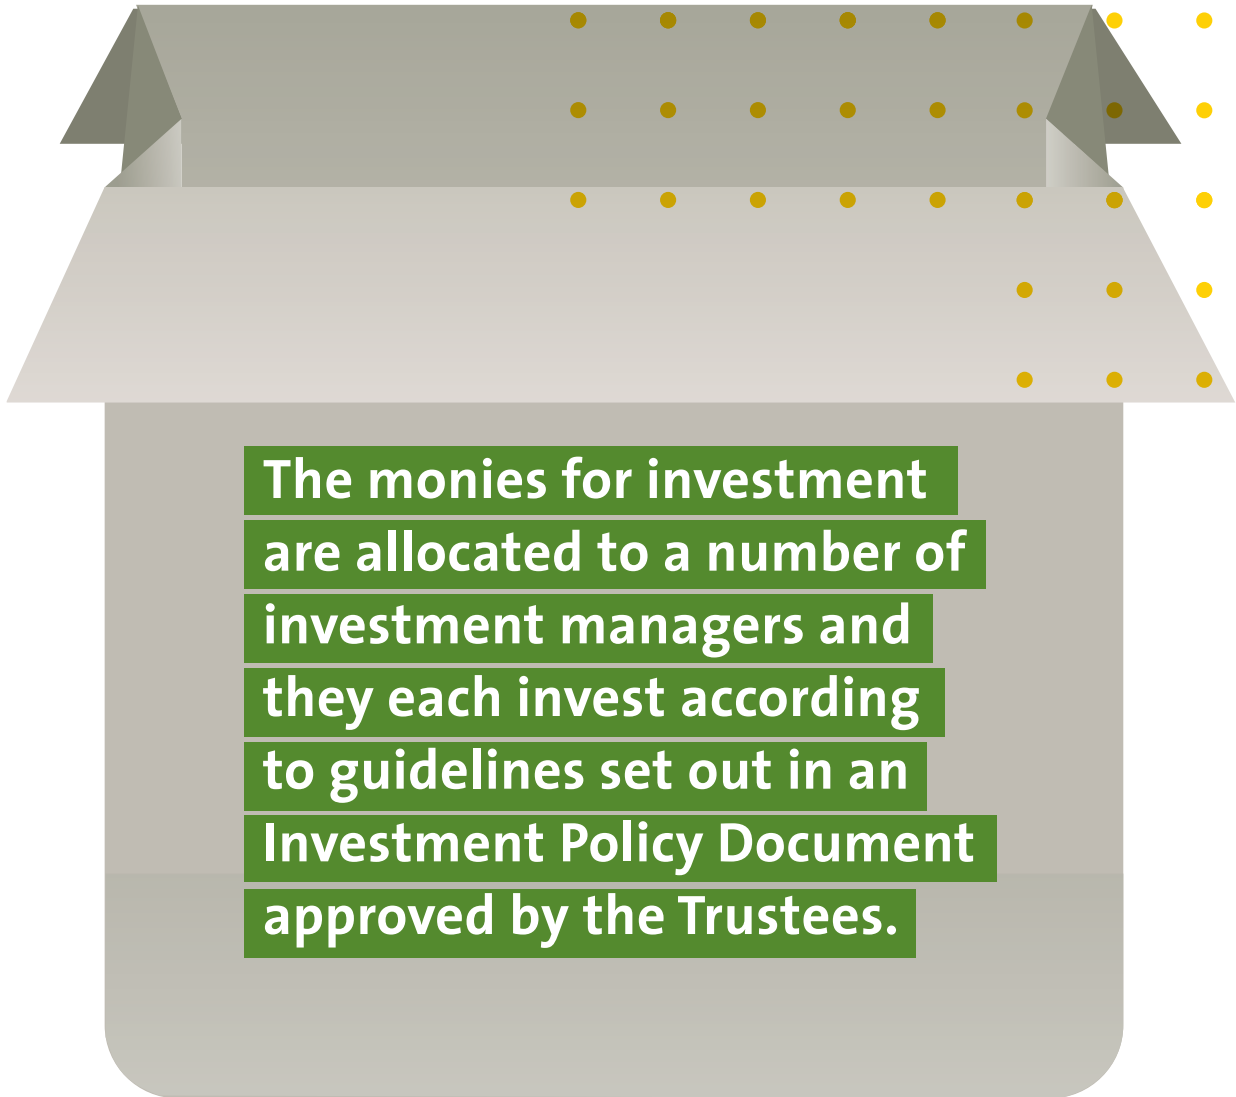 The monies for investment
are allocated to a number of
investment managers and
they each invest according
to guidelines set out in an
Investment Policy Document
approved by the Trustees.